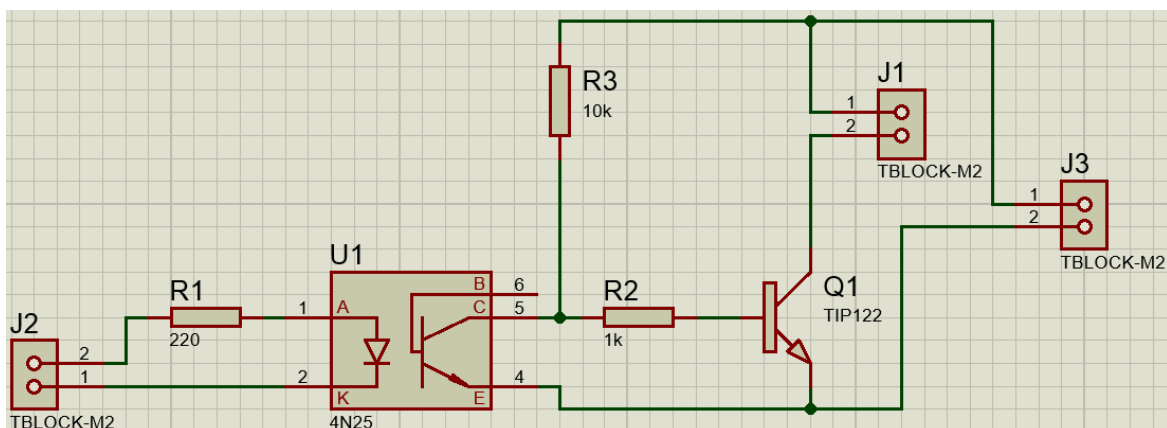 J1
1
2
TBLOCK-M2
R3
10k
J3
1
2
TBLOCK-M2
U1
4N25
A
K
B
C
E
1
2
6
5
4
R1
220
R2
1k
Q1
TIP122
J2
2
1
TBLOCK-M2